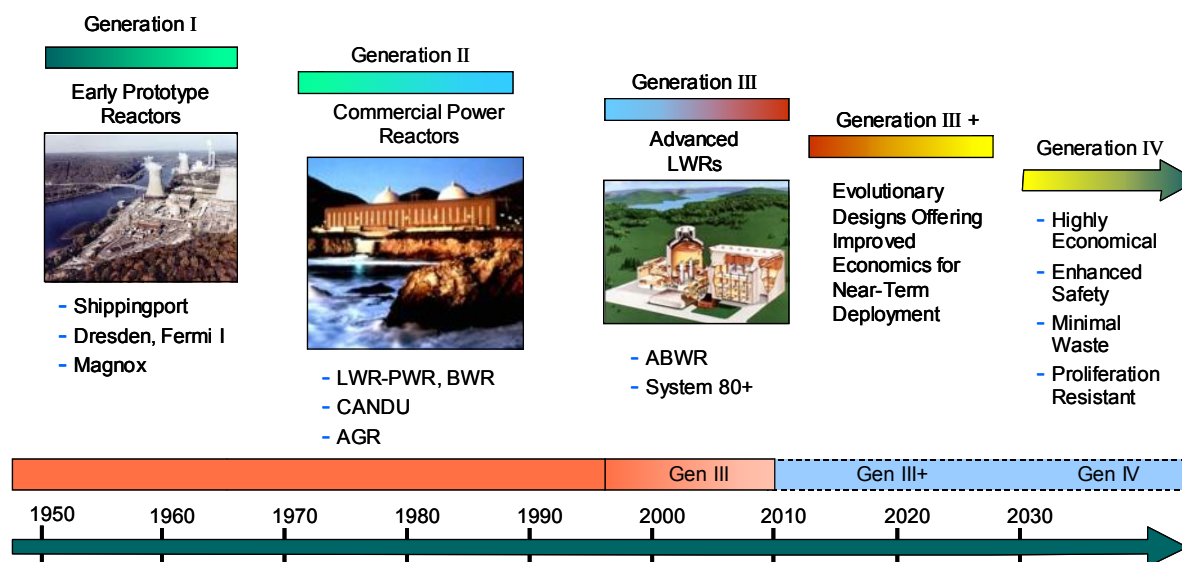 Generation I
Early Prototype
Reactors
- Shippingport
- Dresden, Fermi I
- Magnox
Generation II
Commercial Power
Reactors
- LWR-PWR, BWR
- CANDU
- AGR
Generation III
Advanced
LWRs
- ABWR
- System 80+
Generation III +
Evolutionary
Designs Offering
Improved
Economics for
Near-Term
Deployment
Generation IV
- Highly
Economical
- Enhanced
Safety
- Minimal
Waste
- Proliferation
Resistant
Gen III
Gen III+
Gen IV
1950
1960
1970
1980
1990
2000
2010
2020
2030